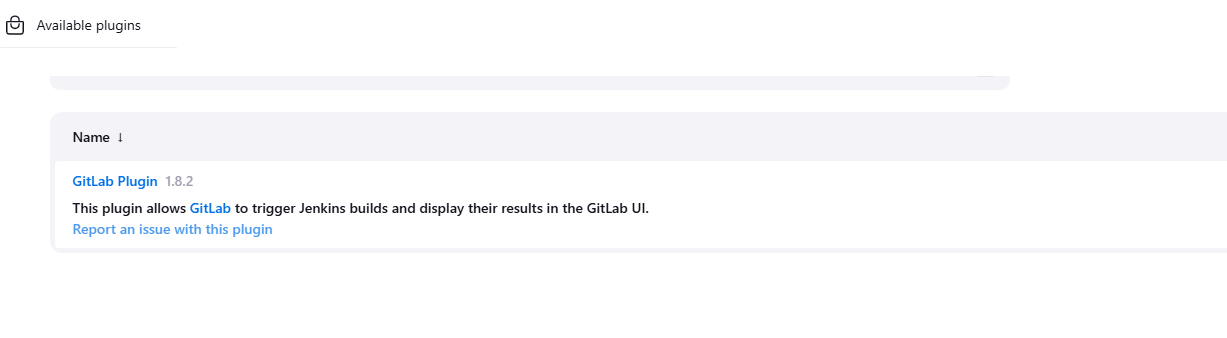 Available plugins
Name ↓
GitLab Plugin 1.8.2
This plugin allows GitLab to trigger Jenkins builds and display their results in the GitLab UI.
Report an issue with this plugin